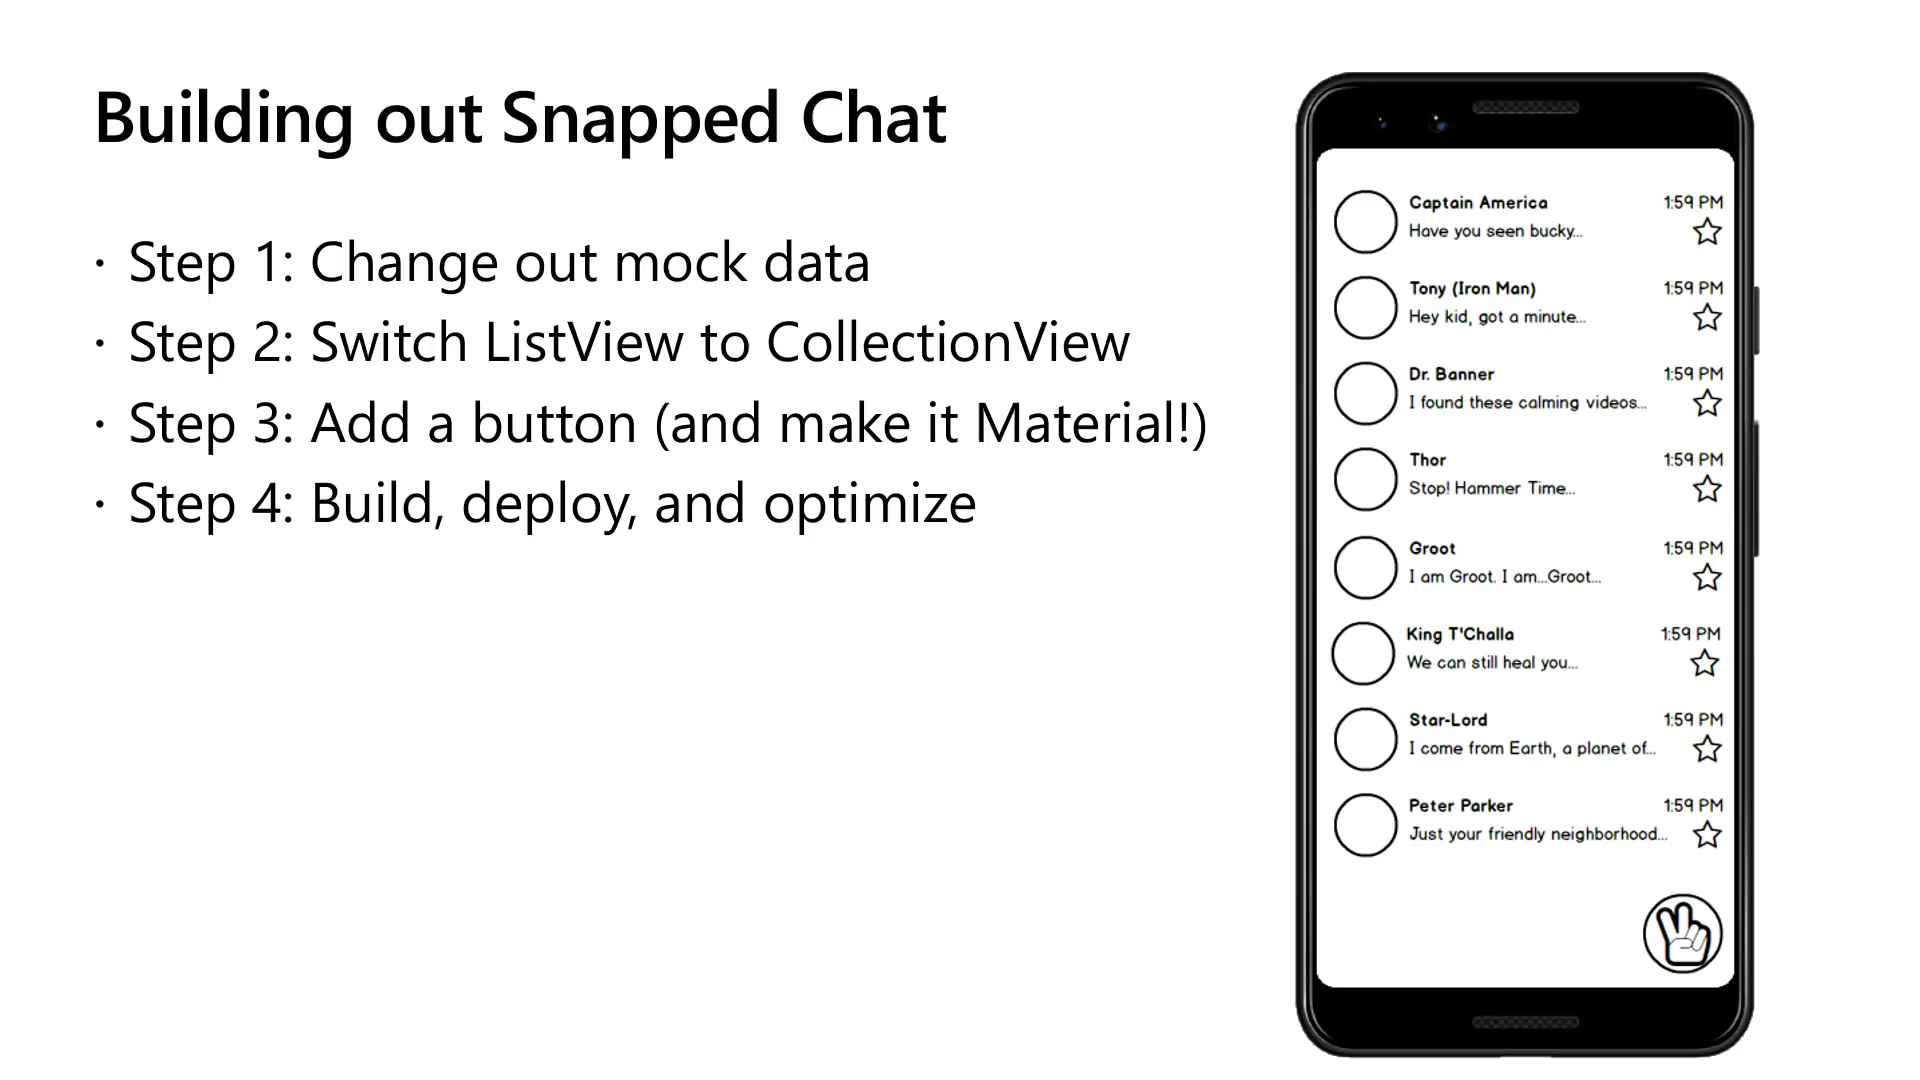 Building out Snapped Chat
· Step 1: Change out mock data
· Step 2: Switch ListView to CollectionView
· Step 3: Add a button (and make it Material!)
· Step 4: Build, deploy, and optimize
Captain America 1:59 PM
Have you seen bucky...
Tony (Iron Man) 1:59 PM
Hey kid, got a minute...
Dr. Banner 1:59 PM
I found these calming videos...
Thor 1:59 PM
Stop! Hammer Time...
Groot 1:59 PM
I am Groot. I am...Groot...
King T'Challa 1:59 PM
We can still heal you...
Star-Lord 1:59 PM
I come from Earth, a planet of...
Peter Parker 1:59 PM
Just your friendly neighborhood...